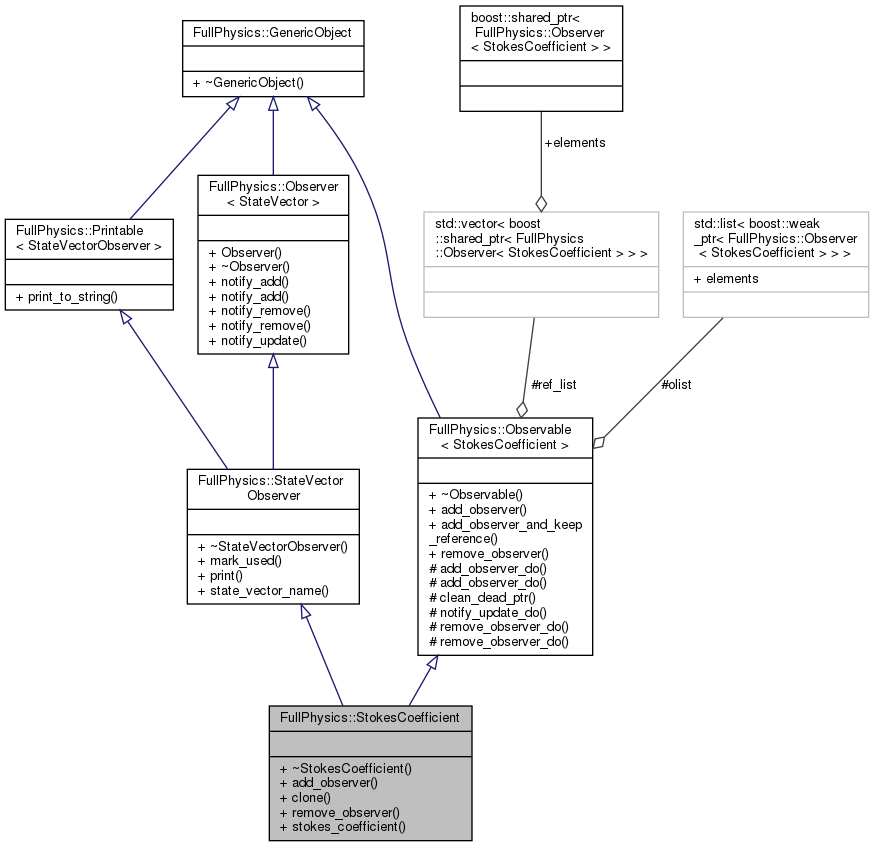 FullPhysics::GenericObject
+ ~GenericObject()
boost::shared_ptr<
FullPhysics::Observer
< StokesCoefficient > >
+elements
FullPhysics::Printable
< StateVectorObserver >
+ print_to_string()
FullPhysics::Observer
< StateVector >
+ Observer()
+ ~Observer()
+ notify_add()
+ notify_add()
+ notify_remove()
+ notify_remove()
+ notify_update()
std::vector< boost
::shared_ptr< FullPhysics
::Observer< StokesCoefficient > > >
std::list< boost::weak
_ptr< FullPhysics::Observer
< StokesCoefficient > > >
+ elements
#ref_list
#olist
FullPhysics::StateVector
Observer
+ ~StateVectorObserver()
+ mark_used()
+ print()
+ state_vector_name()
FullPhysics::Observable
< StokesCoefficient >
+ ~Observable()
+ add_observer()
+ add_observer_and_keep
_reference()
+ remove_observer()
# add_observer_do()
# add_observer_do()
# clean_dead_ptr()
# notify_update_do()
# remove_observer_do()
# remove_observer_do()
FullPhysics::StokesCoefficient
+ ~StokesCoefficient()
+ add_observer()
+ clone()
+ remove_observer()
+ stokes_coefficient()